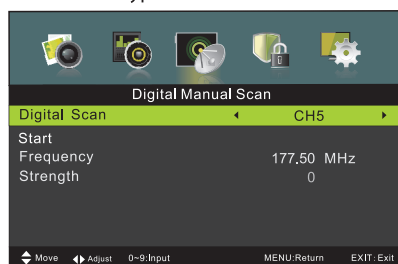 Digital Manual Scan
Digital Scan CH5
Start
Frequency 177.50 MHz
Strength 0
Move Adjust 0~9:Input MENU:Return EXIT:Exit